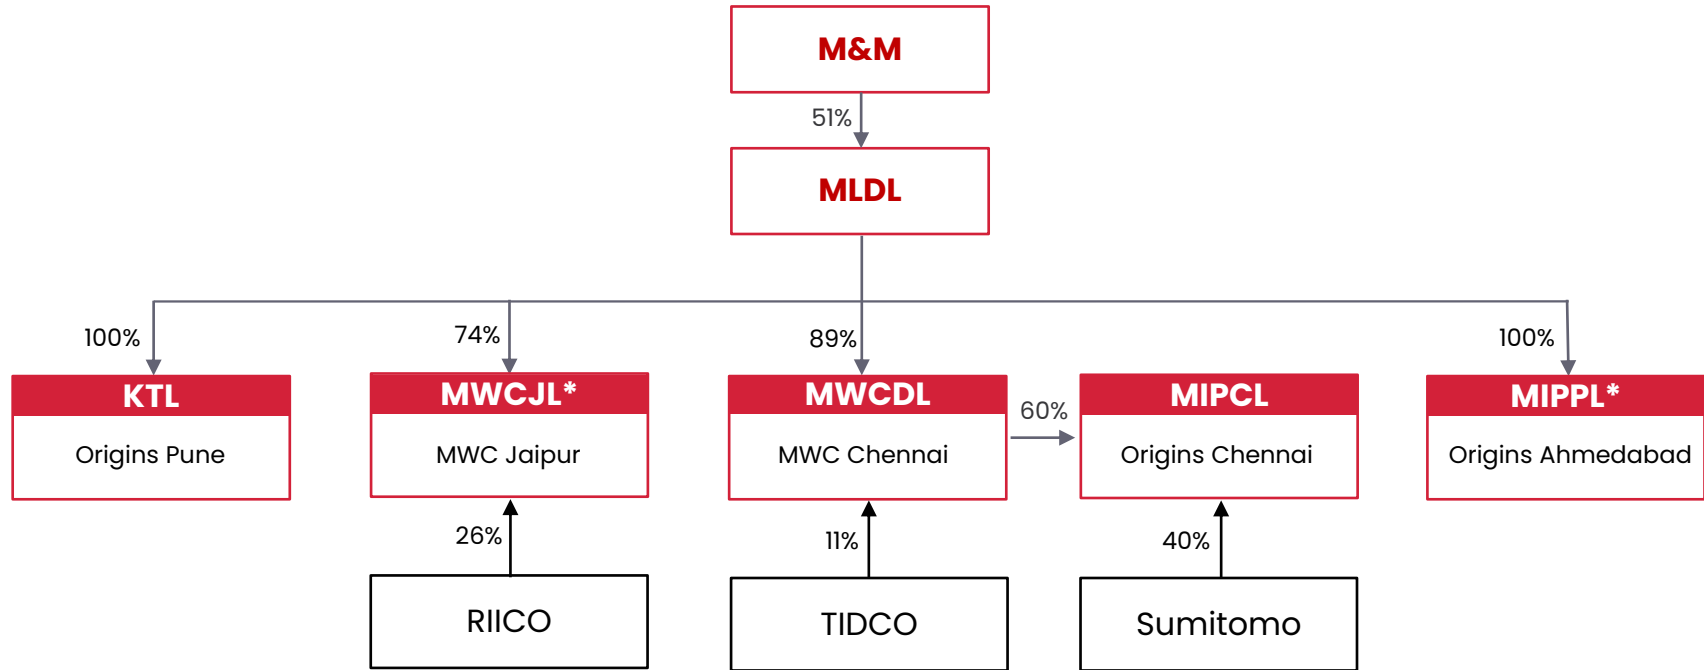 M&M
51%
MLDL
100%
74%
89%
100%
KTL
Origins Pune
MWCJL*
MWC Jaipur
MWCDL
MWC Chennai
60%
MIPCL
Origins Chennai
MIPPL*
Origins Ahmedabad
26%
11%
40%
RIICO
TIDCO
Sumitomo